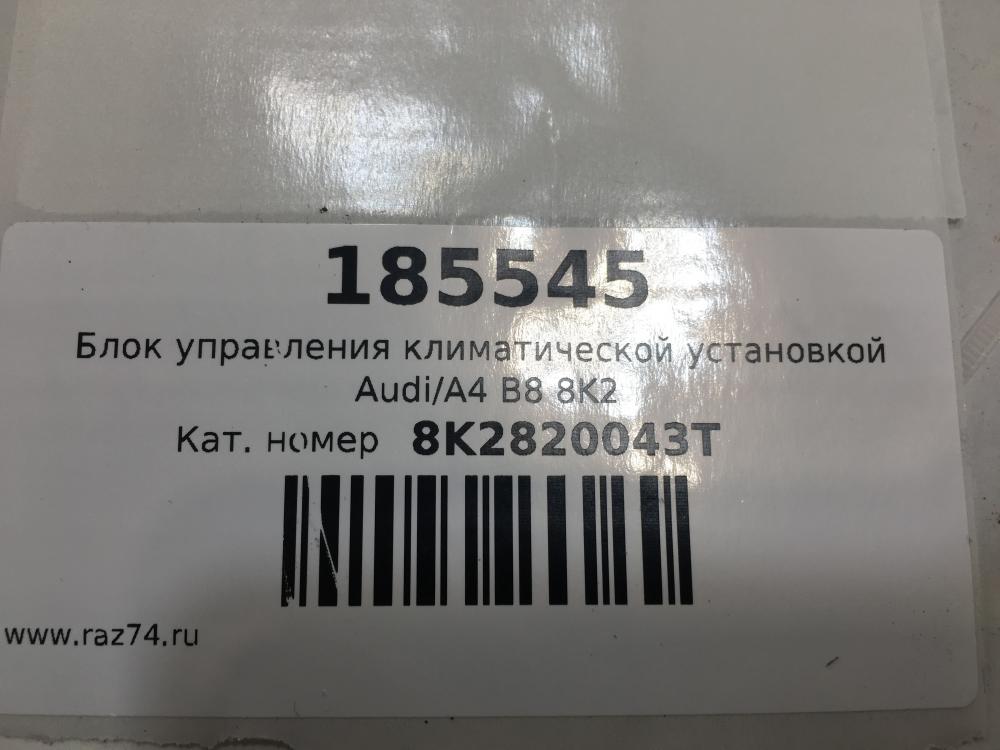 185545
Блок управления климатической установкой
Audi/A4 B8 8K2
Кат. номер 8K2820043T
www.raz74.ru